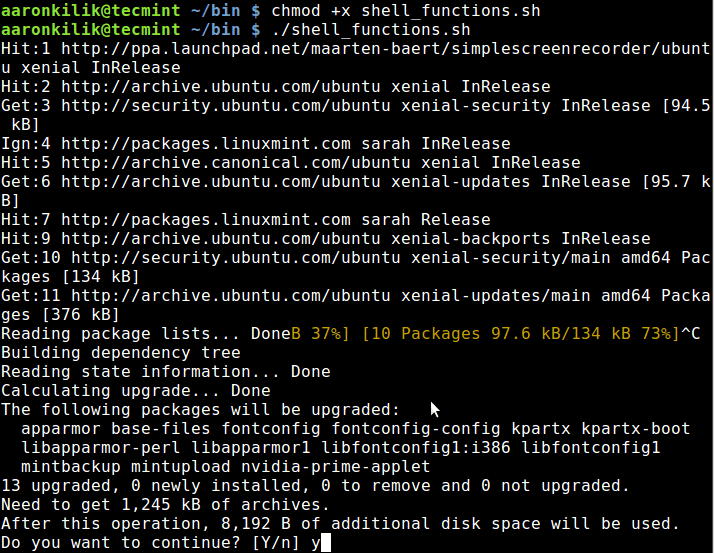 aaronkilik@tecmint ~/bin $ chmod +x shell_functions.sh
aaronkilik@tecmint ~/bin $ ./shell_functions.sh
Hit:1 http://ppa.launchpad.net/maarten-baert/simplescreenrecorder/ubunt
u xenial InRelease
Hit:2 http://archive.ubuntu.com/ubuntu xenial InRelease
Get:3 http://security.ubuntu.com/ubuntu xenial-security InRelease [94.5
 kB]
Ign:4 http://packages.linuxmint.com sarah InRelease
Hit:5 http://archive.canonical.com/ubuntu xenial InRelease
Get:6 http://archive.ubuntu.com/ubuntu xenial-updates InRelease [95.7 k
B]
Hit:7 http://packages.linuxmint.com sarah Release
Hit:9 http://archive.ubuntu.com/ubuntu xenial-backports InRelease
Get:10 http://security.ubuntu.com/ubuntu xenial-security/main amd64 Pac
kages [134 kB]
Get:11 http://archive.ubuntu.com/ubuntu xenial-updates/main amd64 Packa
ges [376 kB]
Reading package lists... DoneB 37%] [10 Packages 97.6 kB/134 kB 73%]^C
Building dependency tree
Reading state information... Done
Calculating upgrade... Done
The following packages will be upgraded:
  apparmor base-files fontconfig fontconfig-config kpartx kpartx-boot
  libapparmor-perl libapparmor1 libfontconfig1:i386 libfontconfig1
  mintbackup mintupload nvidia-prime-applet
13 upgraded, 0 newly installed, 0 to remove and 0 not upgraded.
Need to get 1,245 kB of archives.
After this operation, 8,192 B of additional disk space will be used.
Do you want to continue? [Y/n] y